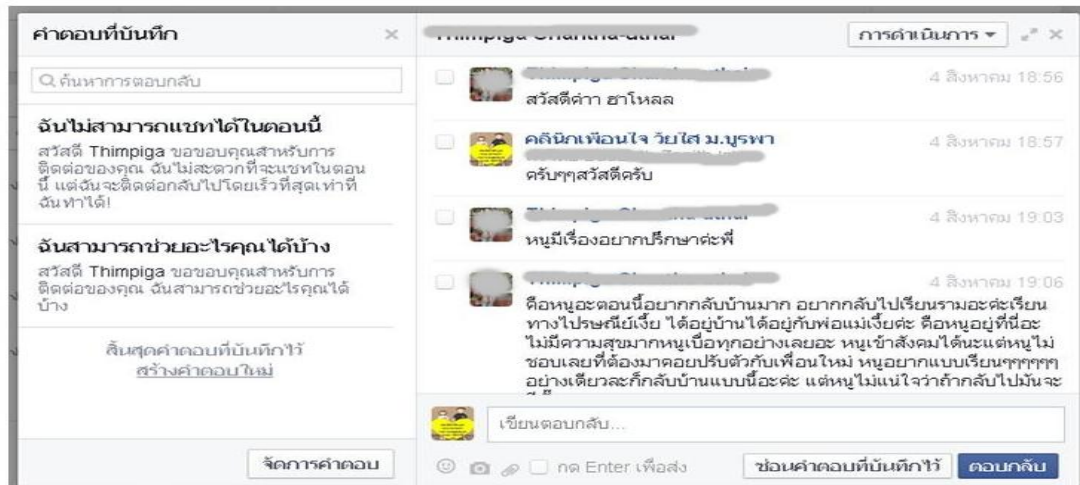 คำตอบที่บันทึก
ค้นหาการตอบกลับ
ฉันไม่สามารถแชทได้ในตอนนี้
สวัสดี Thimpiga ขอขอบคุณสำหรับการ
ติดต่อของคุณ ฉันไม่สะดวกที่จะแชทในตอน
นี้ แต่ฉันจะติดต่อกลับไปโดยเร็วที่สุดเท่าที่
ฉันทำได้!
ฉันสามารถช่วยอะไรคุณได้บ้าง
สวัสดี Thimpiga ขอขอบคุณสำหรับการ
ติดต่อของคุณ ฉันสามารถช่วยอะไรคุณได้
บ้าง
สิ้นสุดคำตอบที่บันทึกไว้
สร้างคำตอบใหม่
จัดการคำตอบ
การดำเนินการ
4 สิงหาคม 18:56
สวัสดีค่าา ฮาโหลล
คลินิกเพื่อนใจ วัยใส ม.บูรพา
4 สิงหาคม 18:57
ครับๆๆสวัสดีครับ
4 สิงหาคม 19:03
หนูมีเรื่องอยากปรึกษาค่ะพี่
4 สิงหาคม 19:06
คือหนูอะตอนนี้อยากกลับบ้านมาก อยากกลับไปเรียนรามอะค่ะเรียน
ทางไปรษณีย์เงี้ย ได้อยู่บ้านได้อยู่กับพ่อแม่เงี้ยค่ะ คือหนูอยู่ที่นี่อะ
ไม่มีความสุขมากหนูเบื่อทุกอย่างเลยอะ หนูเข้าสังคมได้นะแต่หนูไม่
ชอบเลยที่ต้องมาคอยปรับตัวกับเพื่อนใหม่ หนูอยากแบบเรียนๆๆๆๆๆๆ
อย่างเดียวละก็กลับบ้านแบบนี้อะค่ะ แต่หนูไม่แน่ใจว่าถ้ากลับไปมันจะ
เขียนตอบกลับ...
กด Enter เพื่อส่ง
ซ่อนคำตอบที่บันทึกไว้
ตอบกลับ